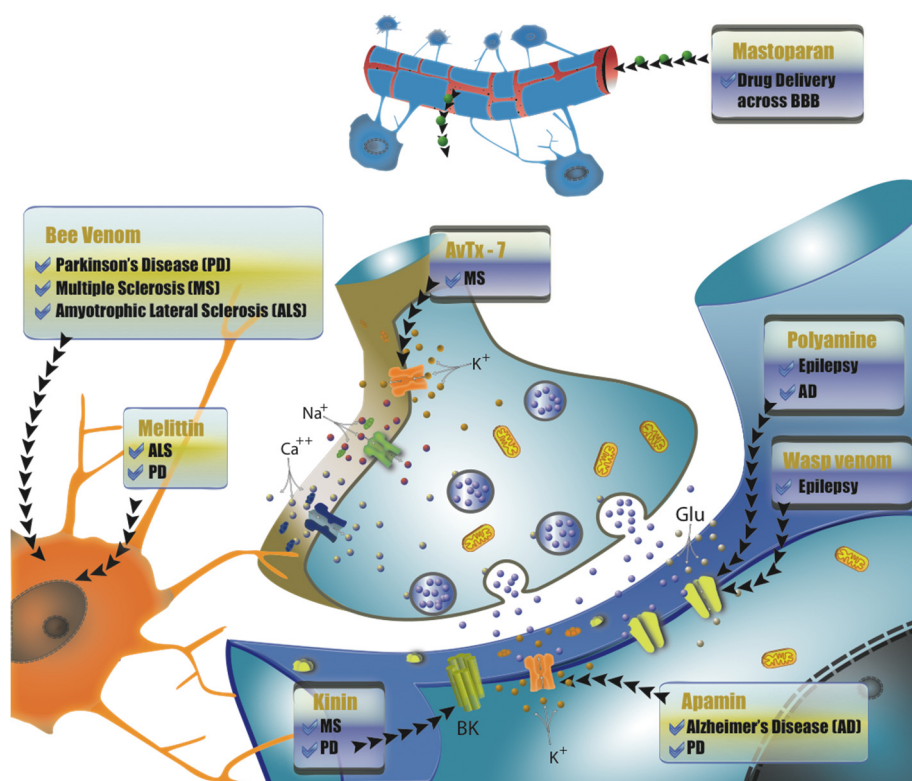 Mastoparan
Drug Delivery
across BBB
Bee Venom
Parkinson's Disease (PD)
Multiple Sclerosis (MS)
Amyotrophic Lateral Sclerosis (ALS)
AvTx - 7
MS
K+
Polyamine
Epilepsy
AD
Na+
Melittin
ALS
PD
Ca++
Wasp venom
Epilepsy
Glu
Kinin
MS
PD
BK
K+
Apamin
Alzheimer's Disease (AD)
PD